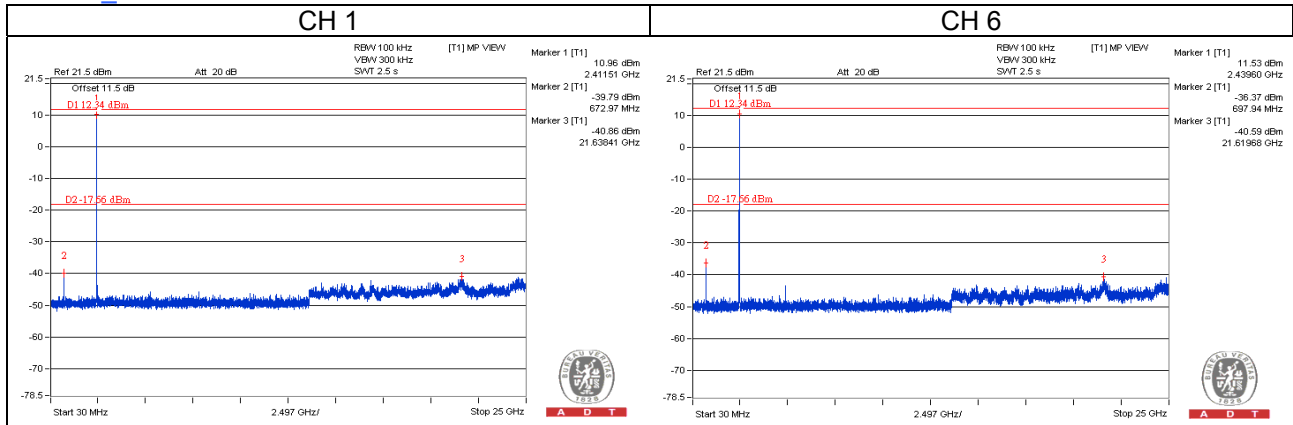 CH 1
RBW 100 kHz [T1] MP VIEW
VBW 300 kHz
Ref 21.5 dBm Att 20 dB SWT 2.5 s
Marker 1 [T1]
10.96 dBm
2.41151 GHz
Marker 2 [T1]
-39.79 dBm
672.97 MHz
Marker 3 [T1]
-40.86 dBm
21.63841 GHz
21.5
Offset 11.5 dB
1
D1 12.34 dBm
10
0
-10
D2 -17.66 dBm
-20
-30
2
3
-40
-50
-60
-70
-78.5
Start 30 MHz 2.497 GHz/ Stop 25 GHz
BUREAU VERITAS
1828
A D T
CH 6
RBW 100 kHz [T1] MP VIEW
VBW 300 kHz
Ref 21.5 dBm Att 20 dB SWT 2.5 s
Marker 1 [T1]
11.53 dBm
2.43960 GHz
Marker 2 [T1]
-36.37 dBm
697.94 MHz
Marker 3 [T1]
-40.59 dBm
21.61968 GHz
21.5
Offset 11.5 dB
1
D1 12.34 dBm
10
0
-10
D2 -17.66 dBm
-20
-30
2
3
-40
-50
-60
-70
-78.5
Start 30 MHz 2.497 GHz/ Stop 25 GHz
BUREAU VERITAS
1828
A D T